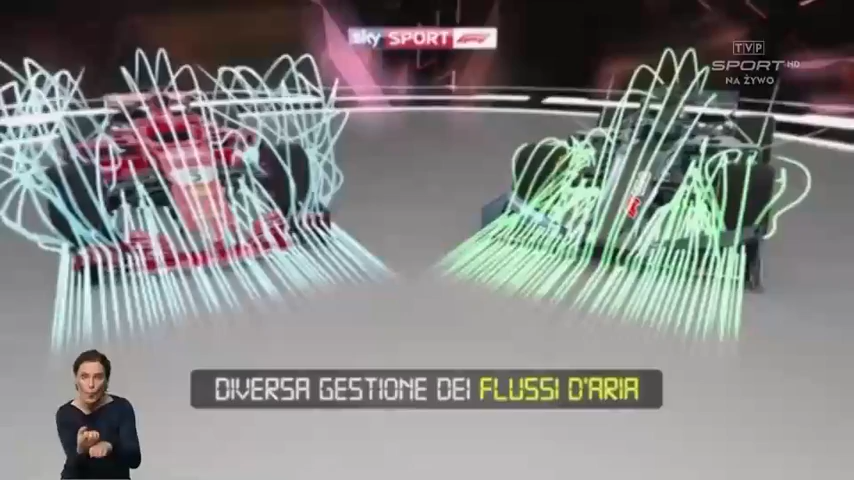 sky SPORT F1
TVP
SPORT HD
NA ŻYWO
DIVERSA GESTIONE DEI FLUSSI D'ARIA